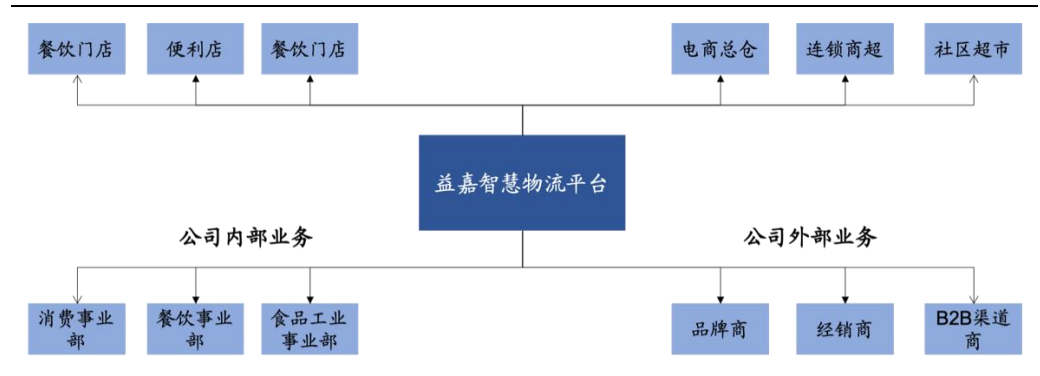 餐饮门店
便利店
餐饮门店
电商总仓
连锁商超
社区超市
益嘉智慧物流平台
公司内部业务
公司外部业务
消费事业
部
餐饮事业
部
食品工业
事业部
品牌商
经销商
B2B渠道
商